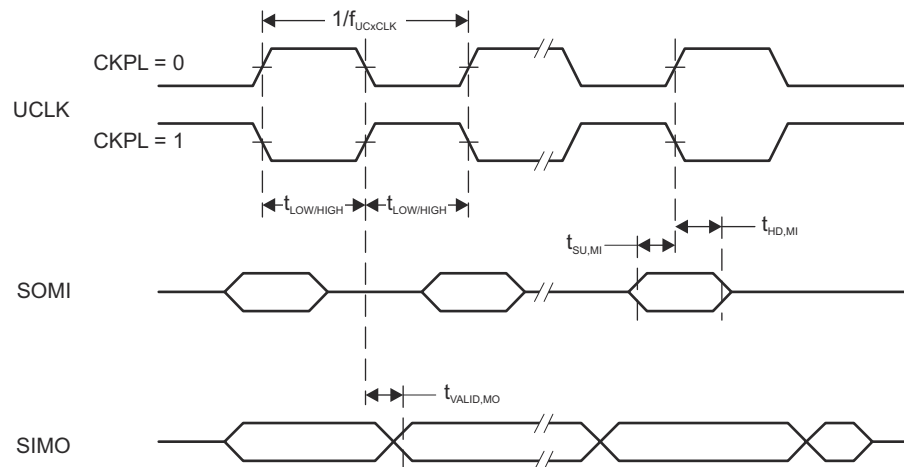 1/fUCxCLK
CKPL = 0
UCLK
CKPL = 1
tLOW/HIGH tLOW/HIGH
tHD,MI
tSU,MI
SOMI
tVALID,MO
SIMO